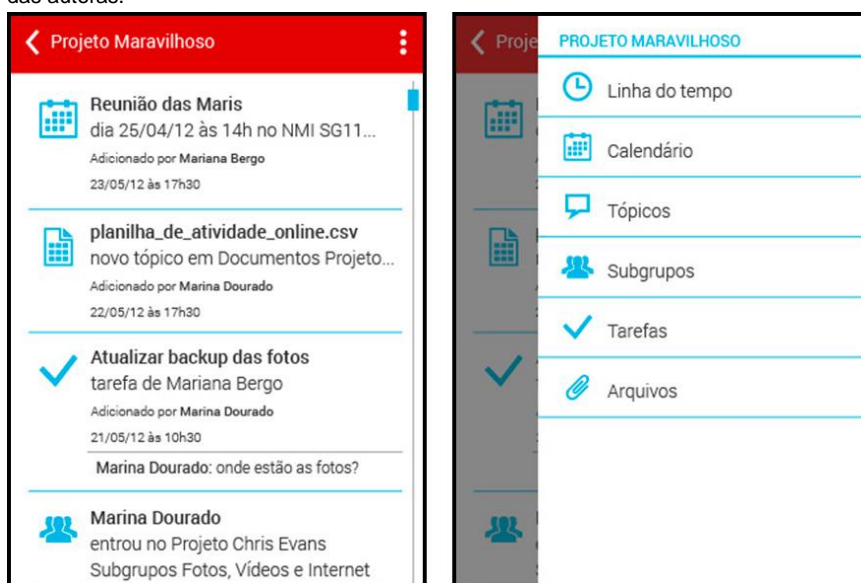 das autoras.
Projeto Maravilhoso
Reunião das Maris
dia 25/04/12 às 14h no NMI SG11...
Adicionado por Mariana Bergo
23/05/12 às 17h30
planilha_de_atividade_online.csv
novo tópico em Documentos Projeto...
Adicionado por Marina Dourado
22/05/12 às 17h30
Atualizar backup das fotos
tarefa de Mariana Bergo
Adicionado por Marina Dourado
21/05/12 às 10h30
Marina Dourado: onde estão as fotos?
Marina Dourado
entrou no Projeto Chris Evans
Subgrupos Fotos, Vídeos e Internet
Proje
PROJETO MARAVILHOSO
Linha do tempo
Calendário
Tópicos
Subgrupos
Tarefas
Arquivos